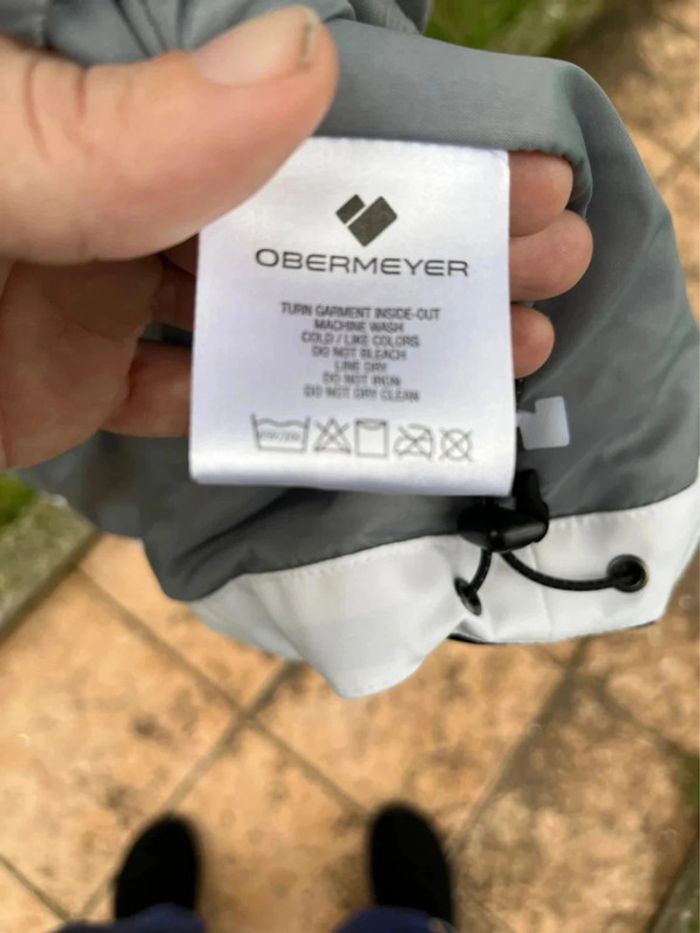 OBERMEYER
TURN GARMENT INSIDE-OUT
MACHINE WASH
COLD / LIKE COLORS
DO NOT BLEACH
LINE DRY
DO NOT IRON
DO NOT DRY CLEAN